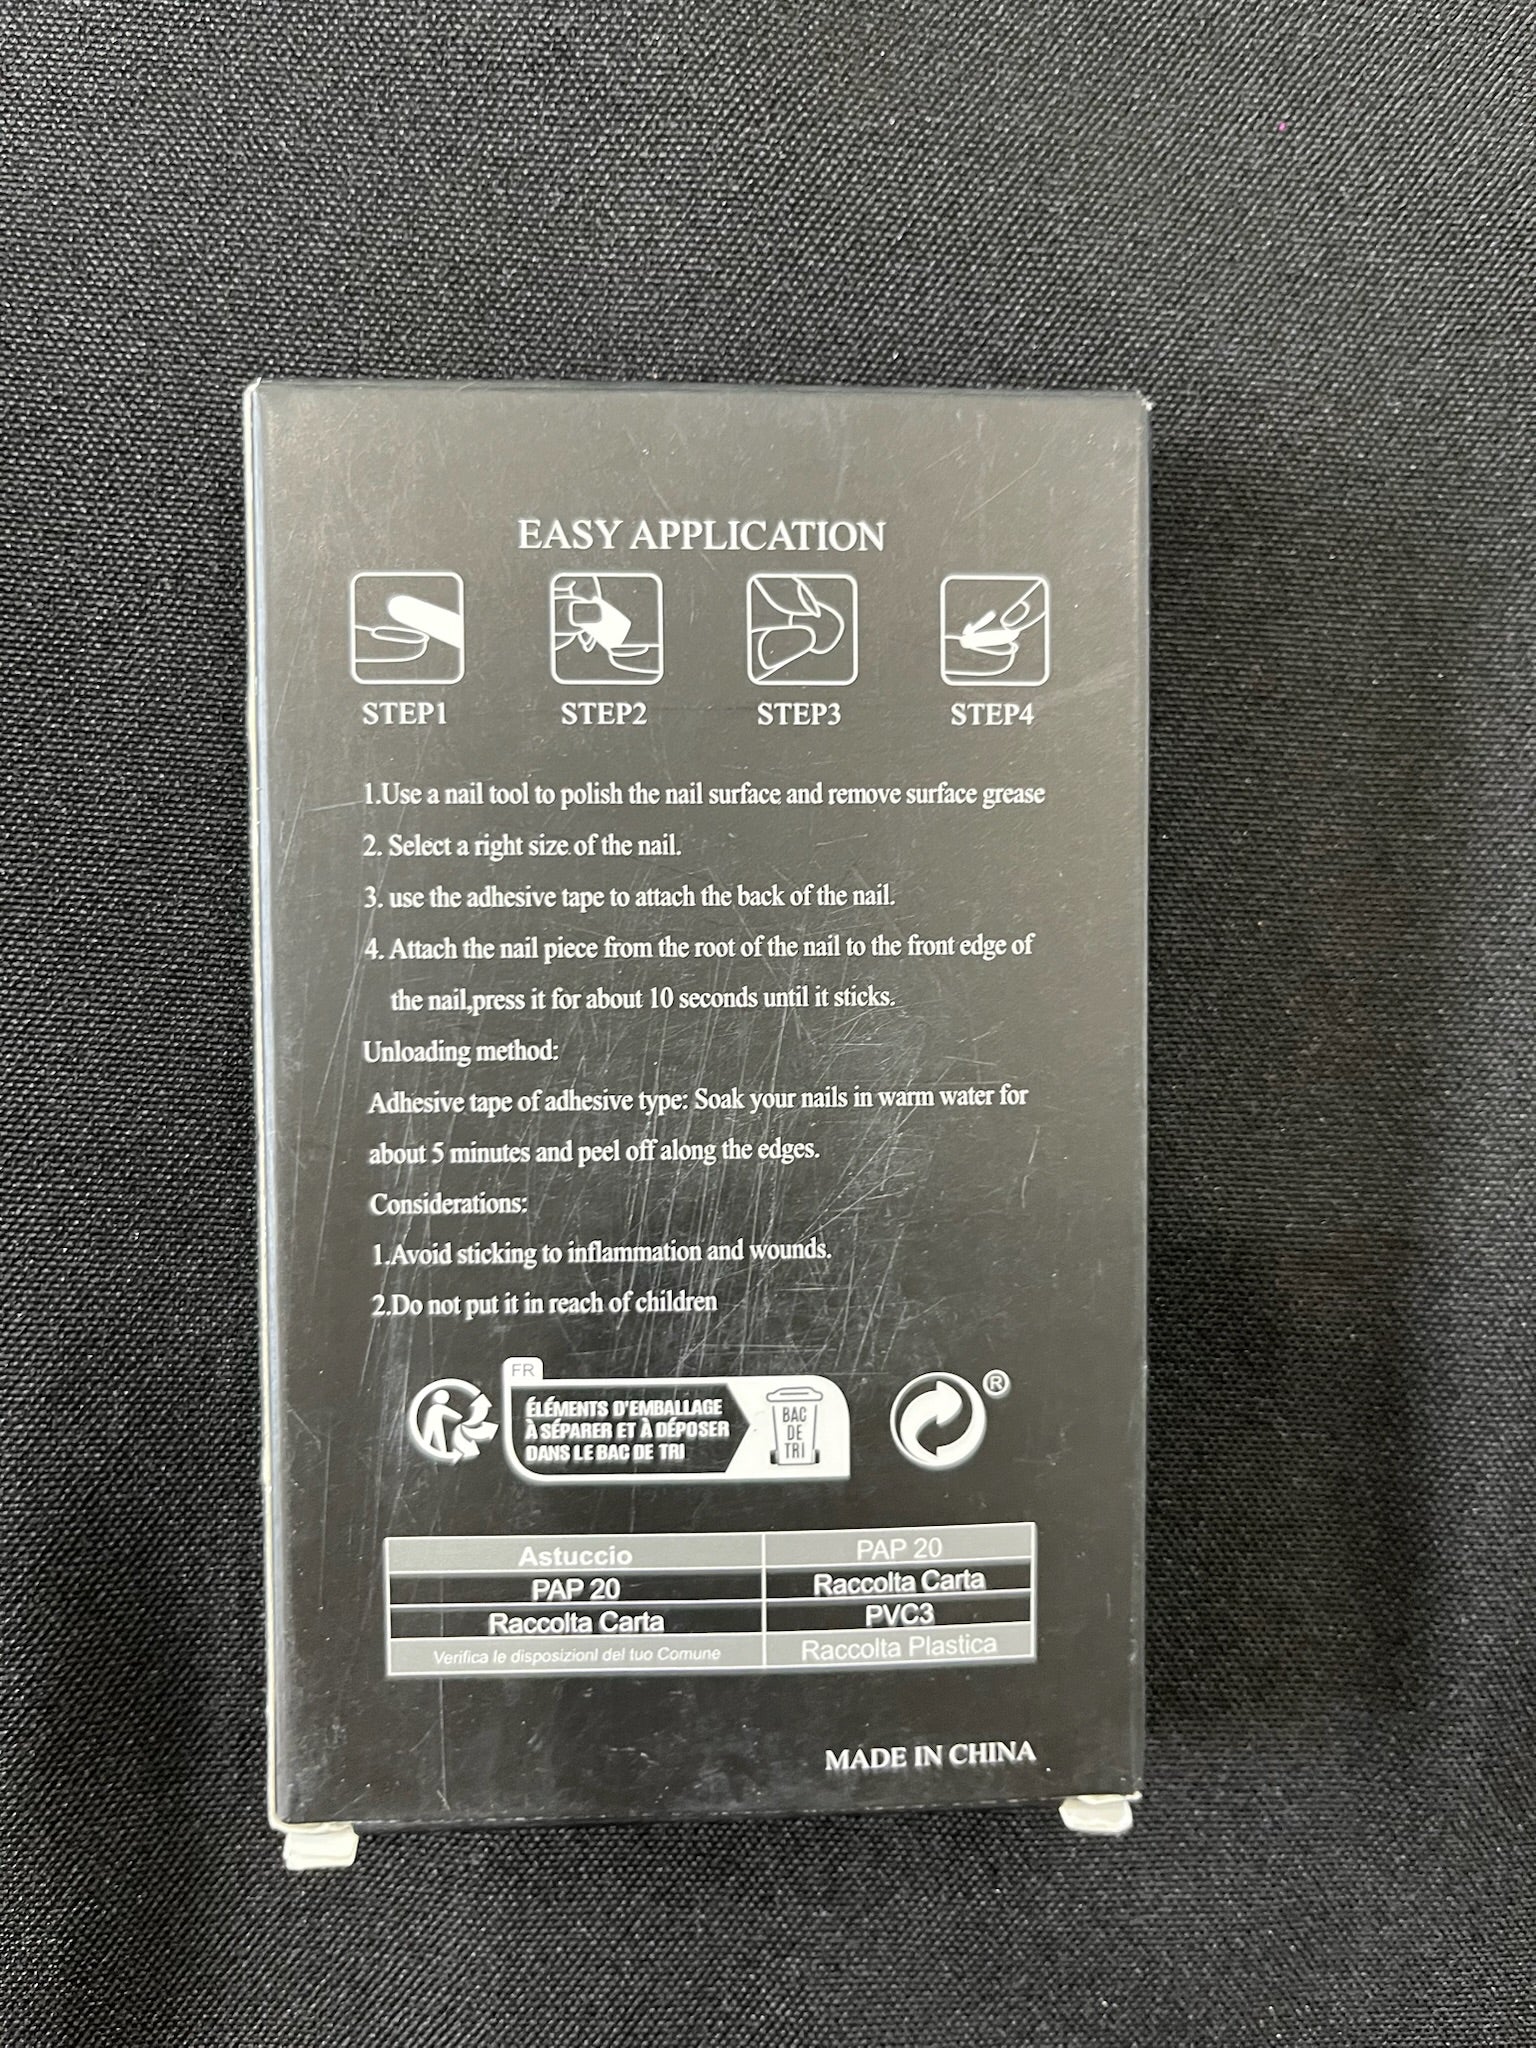 EASY APPLICATION
STEP1 STEP2 STEP3 STEP4
1.Use a nail tool to polish the nail surface and remove surface grease
2. Select a right size of the nail.
3. use the adhesive tape to attach the back of the nail.
4. Attach the nail piece from the root of the nail to the front edge of
the nail,press it for about 10 seconds until it sticks.
Unloading method:
Adhesive tape of adhesive type: Soak your nails in warm water for
about 5 minutes and peel off along the edges.
Considerations:
1.Avoid sticking to inflammation and wounds.
2.Do not put it in reach of children
FR
ÉLÉMENTS D'EMBALLAGE
À SÉPARER ET À DÉPOSER
DANS LE BAC DE TRI
BAC
DE
TRI
®
Astuccio
PAP 20
Raccolta Carta
Verifica le disposizioni del tuo Comune
PAP 20
Raccolta Carta
PVC3
Raccolta Plastica
MADE IN CHINA